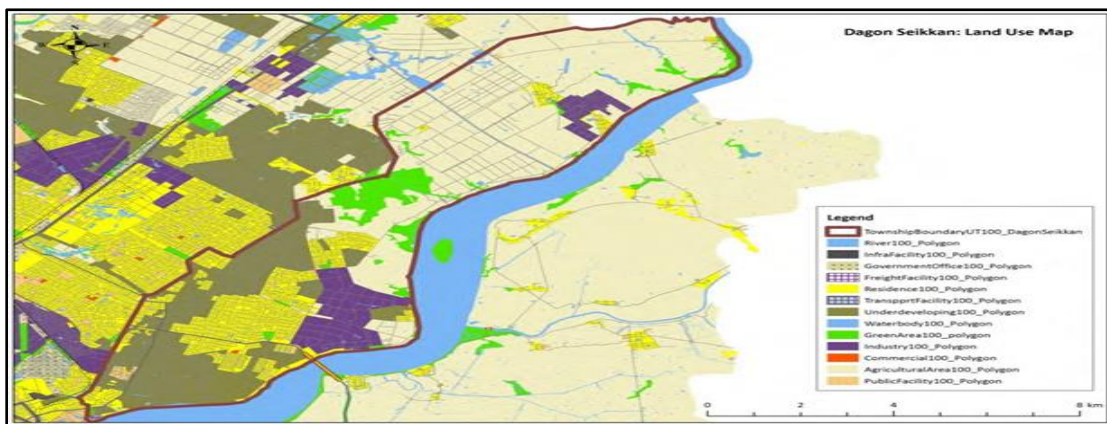 N
E
Dagon Seikkan: Land Use Map
Legend
TownshipBoundaryUT100_DagonSeikkan
River100_Polygon
InfraFacility100_Polygon
GovernmentOffice100_Polygon
FreightFacility100_Polygon
Residence100_Polygon
TranspprtFacility100_Polygon
Underdeveloping100_Polygon
Waterbody100_Polygon
GreenArea100_polygon
Industry100_Polygon
Commercial100_Polygon
AgriculturalArea100_Polygon
PublicFacility100_Polygon
0 2 4 6 8 km